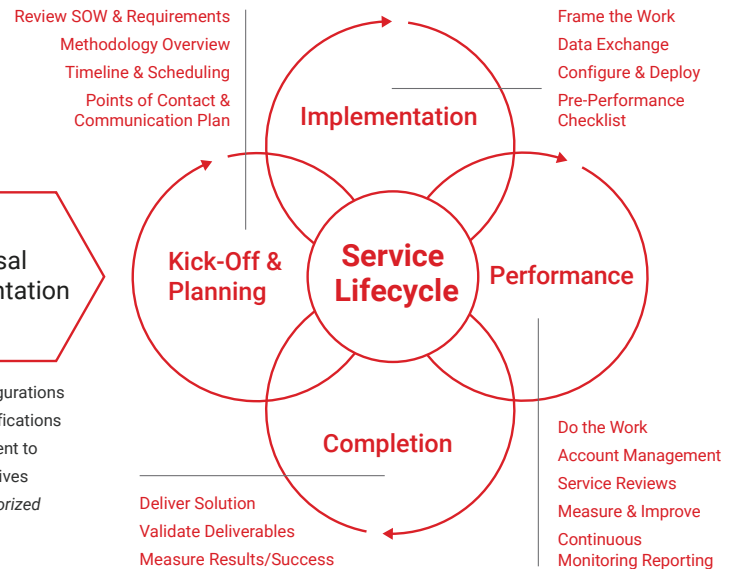 Review SOW & Requirements
Methodology Overview
Timeline & Scheduling
Points of Contact &
Communication Plan
Frame the Work
Data Exchange
Configure & Deploy
Pre-Performance
Checklist
Implementation
Kick-Off &
Planning
Service
Lifecycle
Performance
Completion
Deliver Solution
Validate Deliverables
Measure Results/Success
Do the Work
Account Management
Service Reviews
Measure & Improve
Continuous
Monitoring Reporting
to